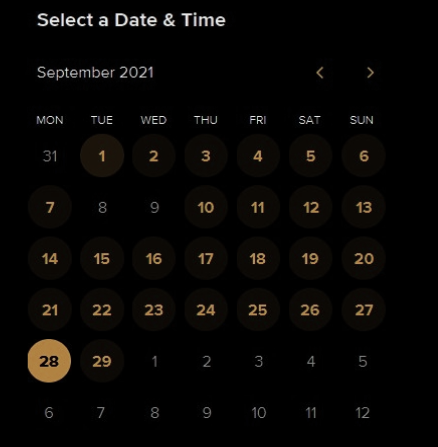 Select a Date & Time
September 2021
MON TUE WED THU FRI SAT SUN
31 1 2 3 4 5 6
7 8 9 10 11 12 13
14 15 16 17 18 19 20
21 22 23 24 25 26 27
28 29 1 2 3 4 5
6 7 8 9 10 11 12